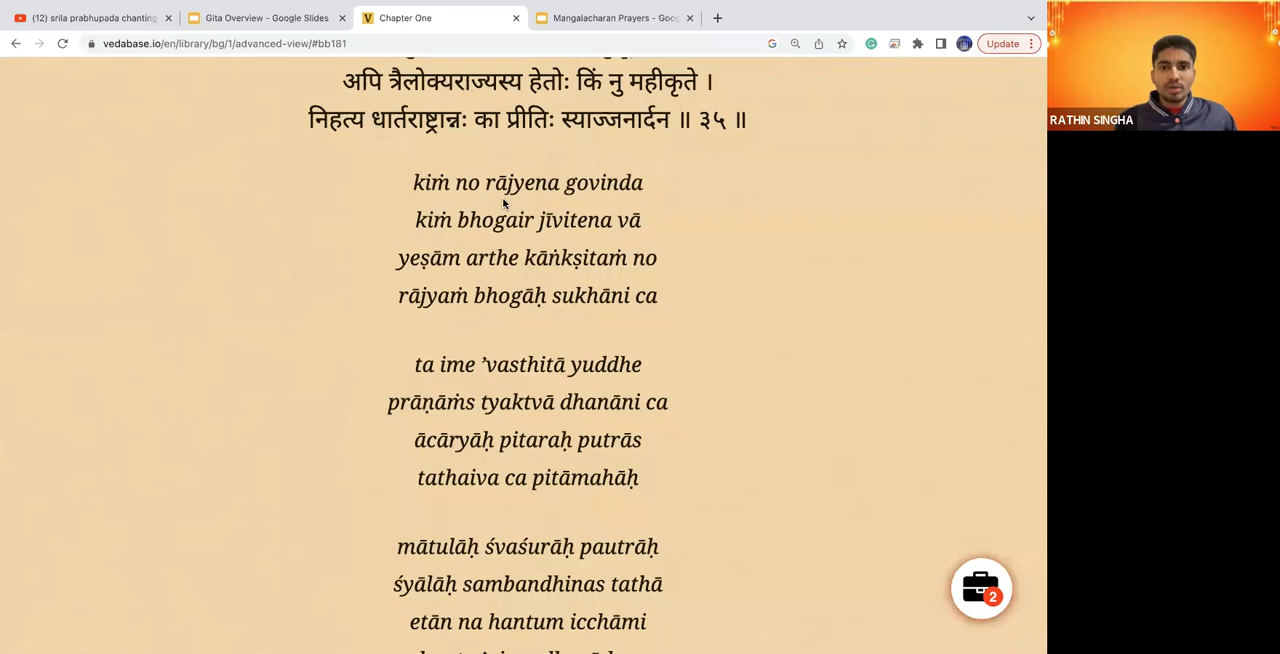 (12) srila prabhupada chanting
Gita Overview - Google Slides
Chapter One
Mangalacharan Prayers - Goo
vedabase.io/en/library/bg/1/advanced-view/#bb181
Update
RATHIN SINGHA
अपि त्रैलोक्यराज्यस्य हेतोः किं नु महीकृते ।
निहत्य धार्तराष्ट्रान्नः का प्रीतिः स्याज्जनार्दन ॥ ३५ ॥
kiṁ no rājyena govinda
kiṁ bhogair jīvitena vā
yeṣām arthe kāṅkṣitaṁ no
rājyaṁ bhogāḥ sukhāni ca
ta ime ’vasthitā yuddhe
prāṇāṁs tyaktvā dhanāni ca
ācāryāḥ pitaraḥ putrās
tathaiva ca pitāmahāḥ
mātulāḥ śvaśurāḥ pautrāḥ
śyālāḥ sambandhinas tathā
etān na hantum icchāmi
2